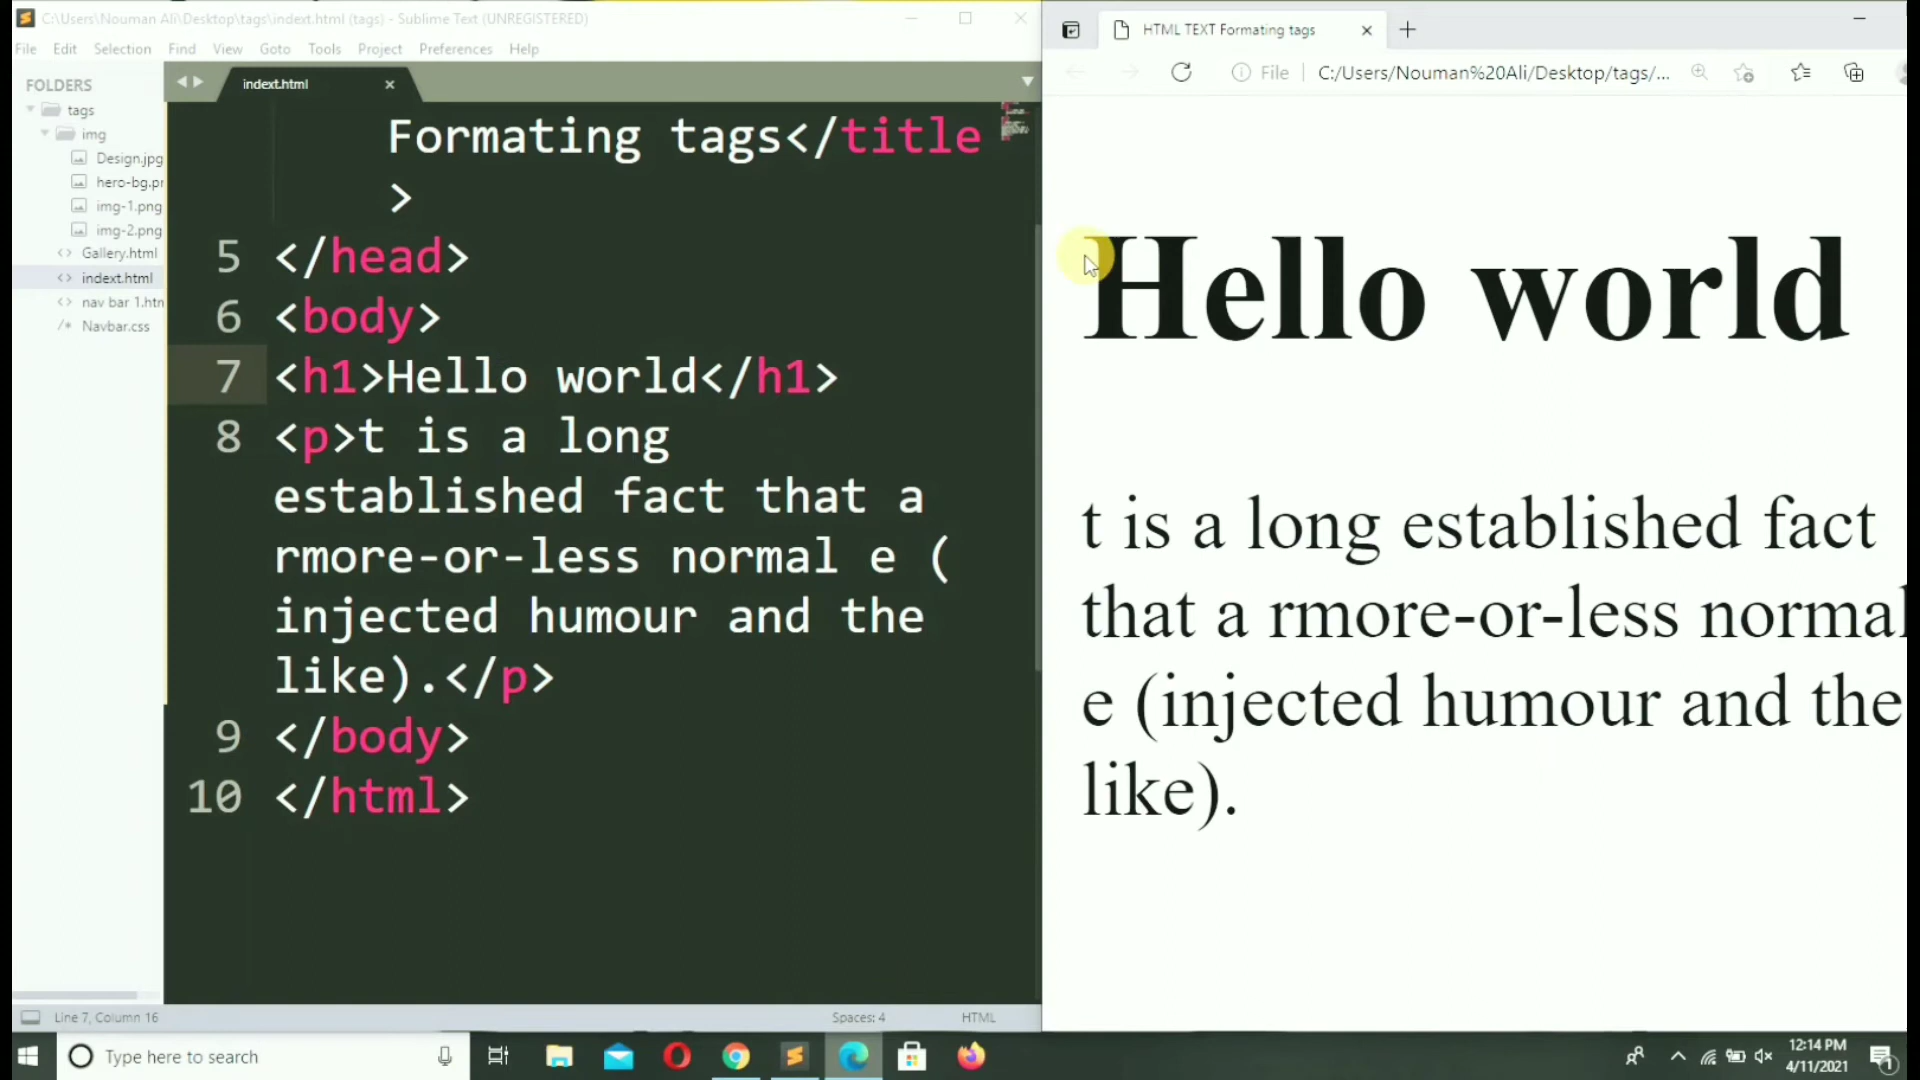 C:\Users\Nouman Ali\Desktop\tags\indext.html (tags) - Sublime Text (UNREGISTERED)
File Edit Selection Find View Goto Tools Project Preferences Help
FOLDERS
tags
img
Design.jpg
hero-bg.pr
img-1.png
img-2.png
Gallery.html
indext.html
nav bar 1.htn
Navbar.css
indext.html
Formating tags</title
>
5 </head>
6 <body>
7 <h1>Hello world</h1>
8 <p>t is a long
established fact that a
rmore-or-less normal e (
injected humour and the
like).</p>
9 </body>
10 </html>
Line 7, Column 16
Spaces: 4
HTML
HTML TEXT Formating tags
File C:/Users/Nouman%20Ali/Desktop/tags/...
Hello world
t is a long established fact
that a rmore-or-less normal
e (injected humour and the
like).
Type here to search
12:14 PM
4/11/2021
1